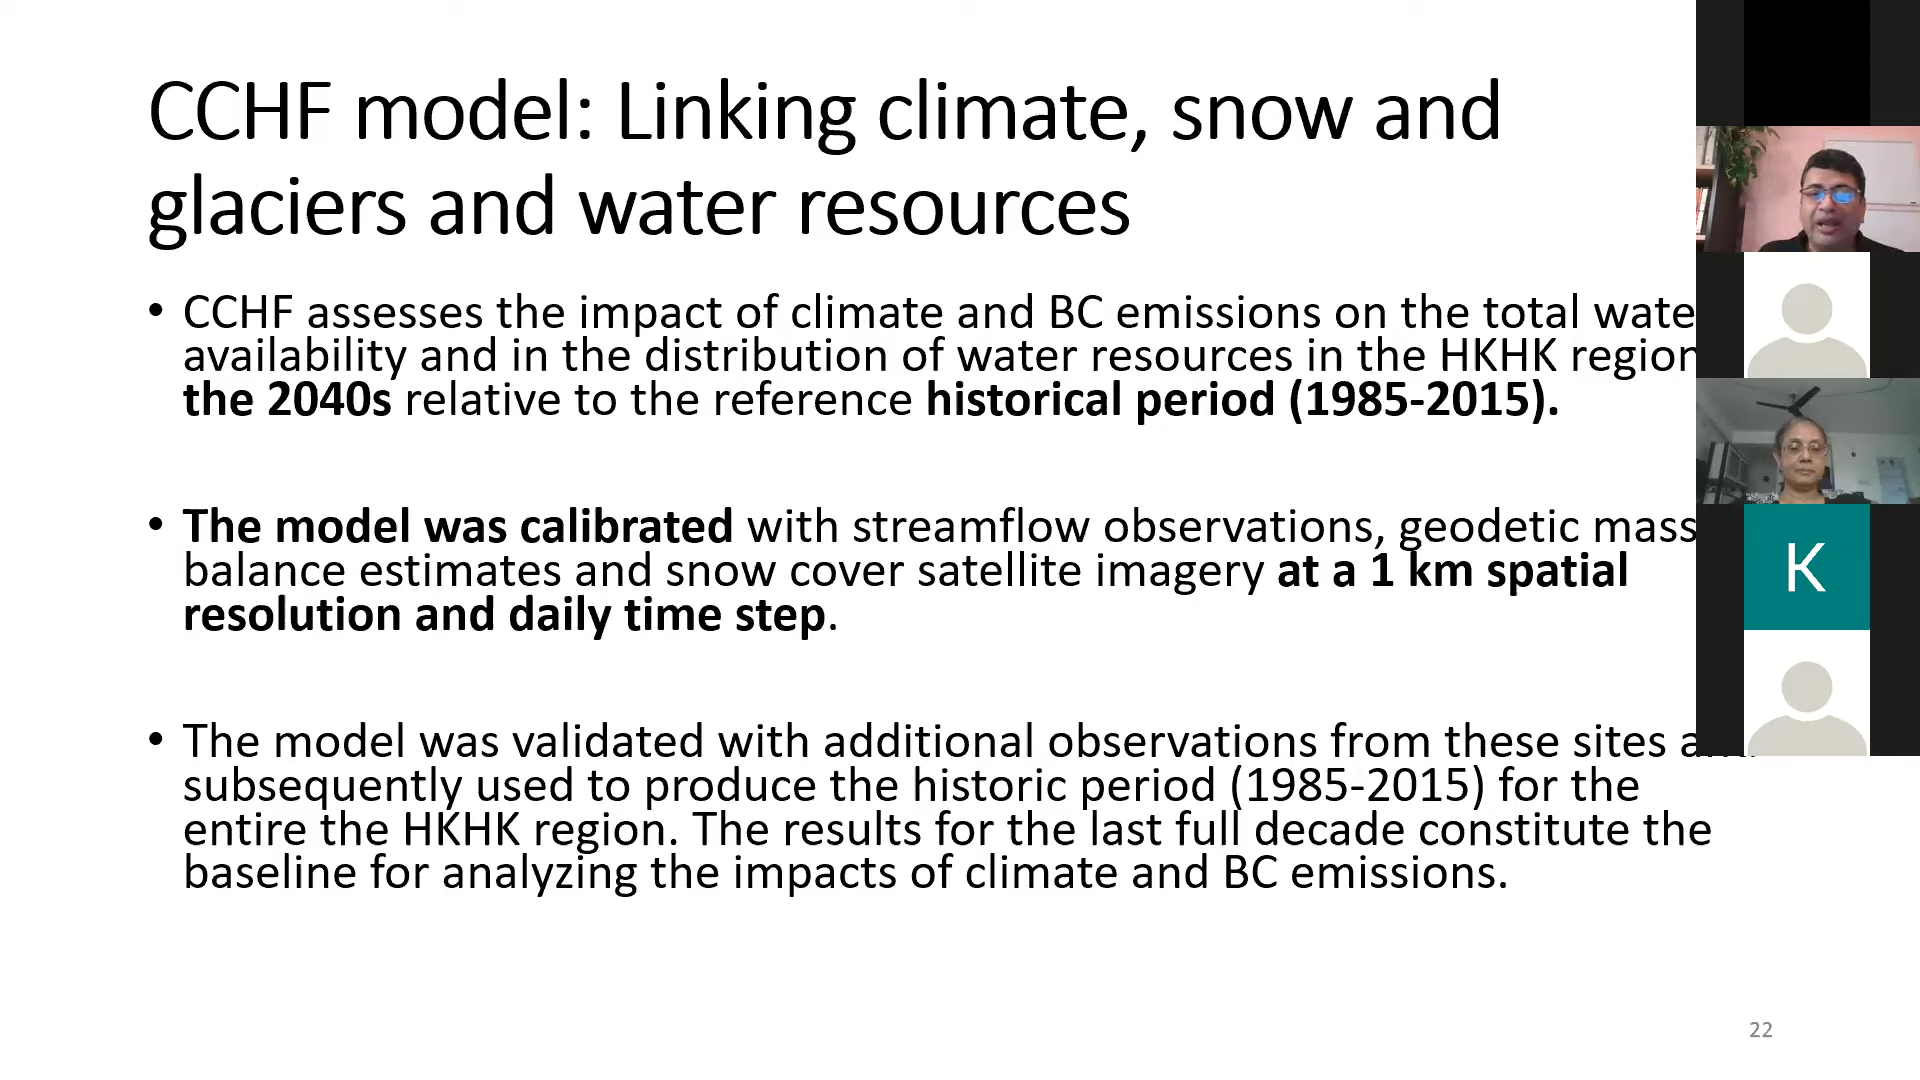 CCHF model: Linking climate, snow and
glaciers and water resources
• CCHF assesses the impact of climate and BC emissions on the total wate
availability and in the distribution of water resources in the HKHK region
the 2040s relative to the reference historical period (1985-2015).
• The model was calibrated with streamflow observations, geodetic mass
balance estimates and snow cover satellite imagery at a 1 km spatial
resolution and daily time step.
• The model was validated with additional observations from these sites
subsequently used to produce the historic period (1985-2015) for the
entire the HKHK region. The results for the last full decade constitute the
baseline for analyzing the impacts of climate and BC emissions.
K
22